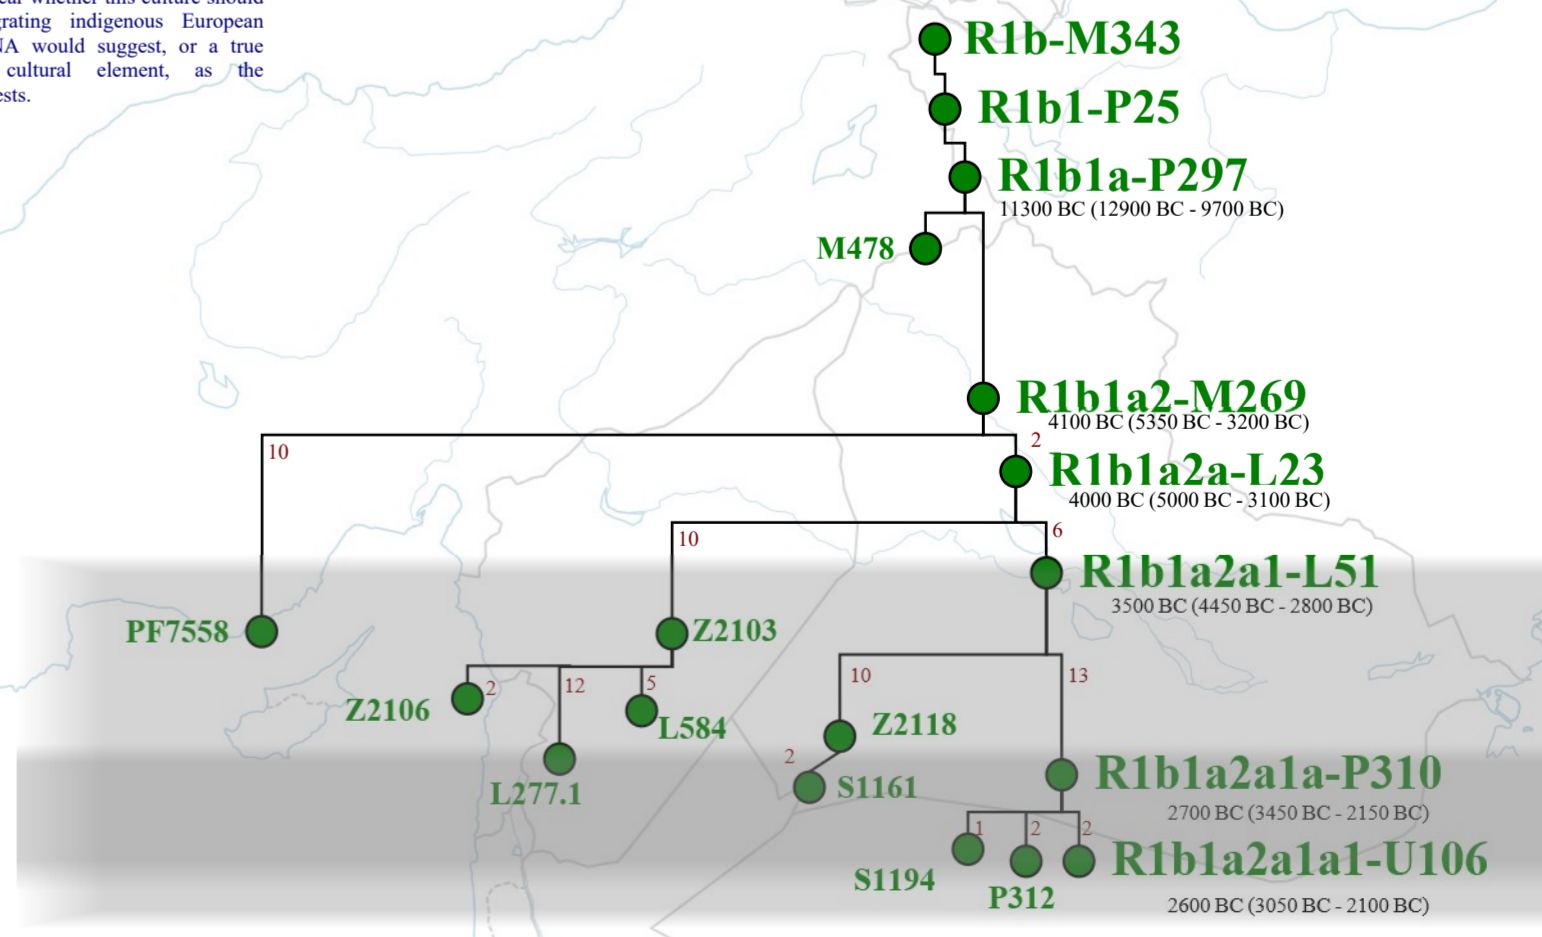 grating indigenous European
would suggest, or a true
cultural element, as the
R1b-M343
R1b1-P25
R1b1a-P297
11300 BC (12900 BC - 9700 BC)
M478
R1b1a2-M269
4100 BC (5350 BC - 3200 BC)
10
2
R1b1a2a-L23
4000 BC (5000 BC - 3100 BC)
10
6
R1b1a2a1-L51
3500 BC (4450 BC - 2800 BC)
PF7558
Z2103
2
12
5
10
13
Z2106
L584
Z2118
L277.1
2
S1161
R1b1a2a1a-P310
2700 BC (3450 BC - 2150 BC)
1
2
2
S1194
P312
R1b1a2a1a1-U106
2600 BC (3050 BC - 2100 BC)